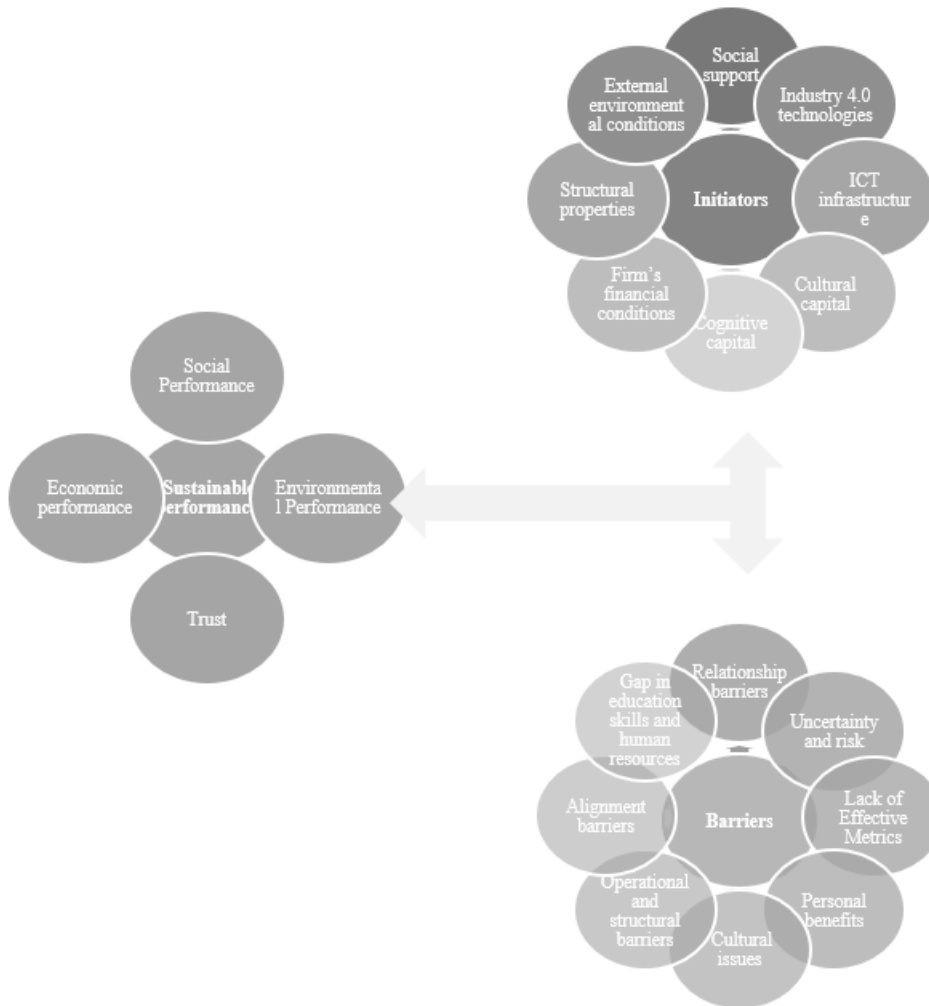 Social
support
Industry 4.0
technologies
ICT
infrastructur
e
Cultural
capital
Cognitive
capital
Firm's
financial
conditions
Structural
properties
External
environment
al conditions
Initiators
Social
Performance
Environmenta
l Performance
Trust
Economic
performance
Sustainable
erformance
Relationship
barriers
Uncertainty
and risk
Lack of
Effective
Metrics
Personal
benefits
Cultural
issues
Operational
and
structural
barriers
Alignment
barriers
Gap in
education
skills and
human
resources
Barriers